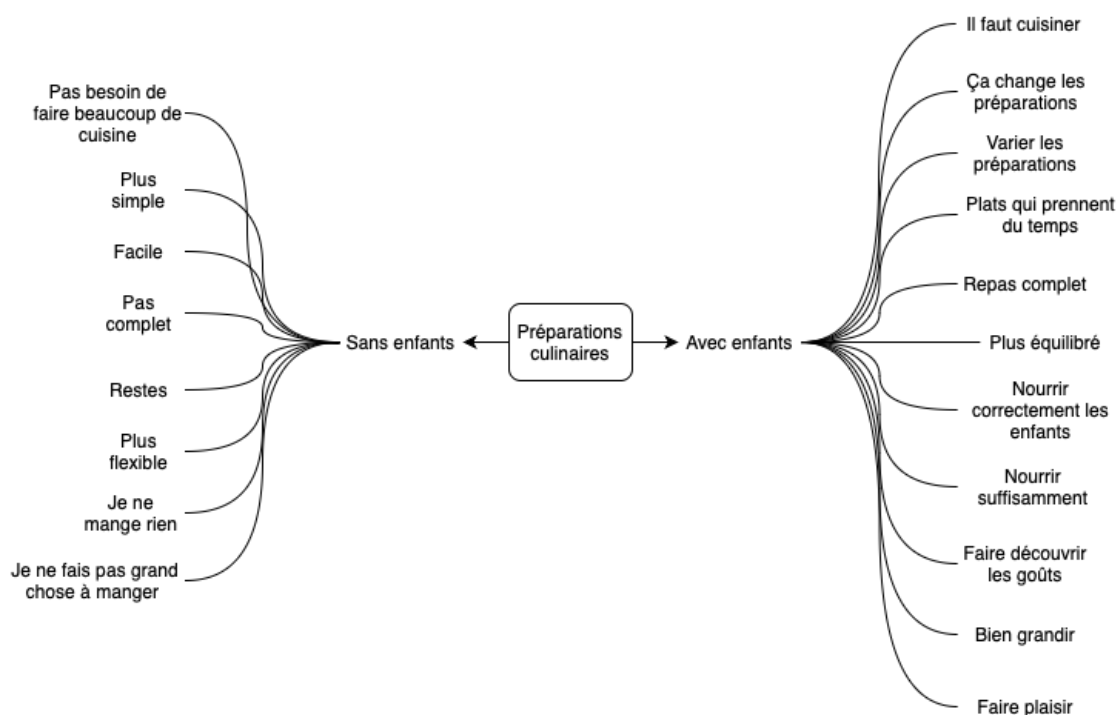 Pas besoin de
faire beaucoup de
cuisine
Plus
simple
Facile
Pas
complet
Restes
Plus
flexible
Je ne
mange rien
Je ne fais pas grand
chose à manger
Sans enfants
Préparations
culinaires
Avec enfants
Il faut cuisiner
Ça change les
préparations
Varier les
préparations
Plats qui prennent
du temps
Repas complet
Plus équilibré
Nourrir
correctement les
enfants
Nourrir
suffisamment
Faire découvrir
les goûts
Bien grandir
Faire plaisir